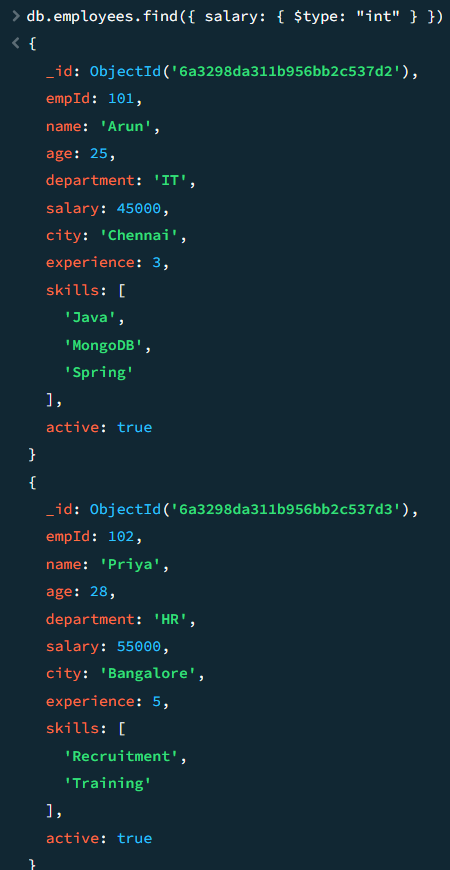 > db.employees.find({ salary: { $type: "int" } })
< {
_id: ObjectId('6a3298da311b956bb2c537d2'),
empId: 101,
name: 'Arun',
age: 25,
department: 'IT',
salary: 45000,
city: 'Chennai',
experience: 3,
skills: [
'Java',
'MongoDB',
'Spring'
],
active: true
}
{
_id: ObjectId('6a3298da311b956bb2c537d3'),
empId: 102,
name: 'Priya',
age: 28,
department: 'HR',
salary: 55000,
city: 'Bangalore',
experience: 5,
skills: [
'Recruitment',
'Training'
],
active: true
}